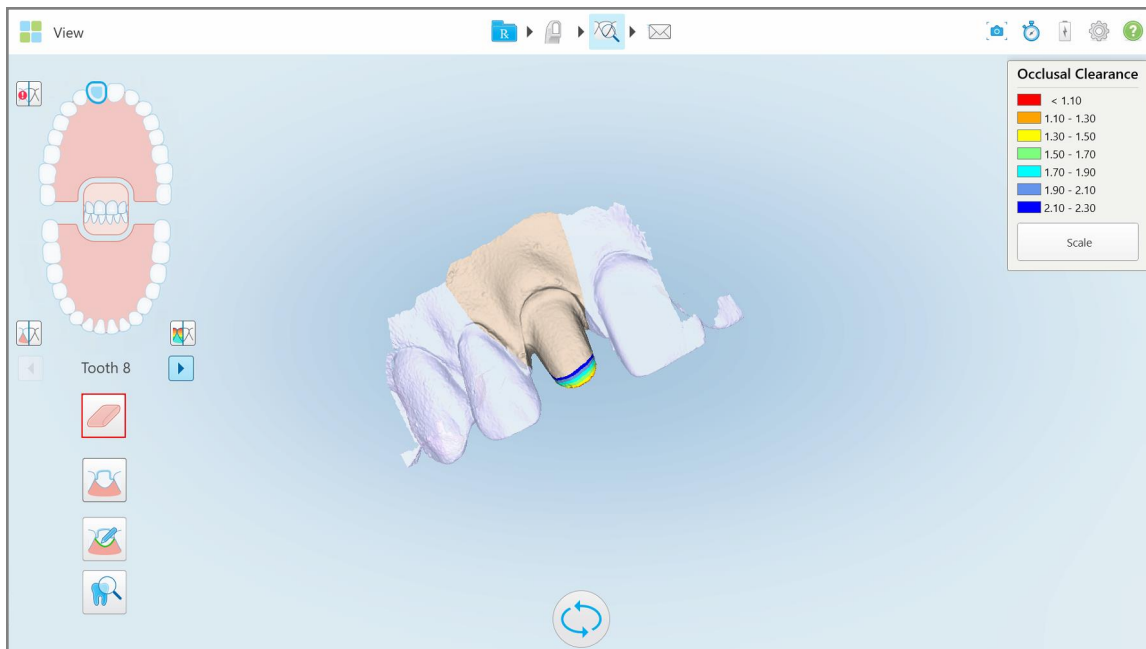 View
R
?
Occlusal Clearance
< 1.10
1.10 - 1.30
1.30 - 1.50
1.50 - 1.70
1.70 - 1.90
1.90 - 2.10
2.10 - 2.30
Scale
Tooth 8